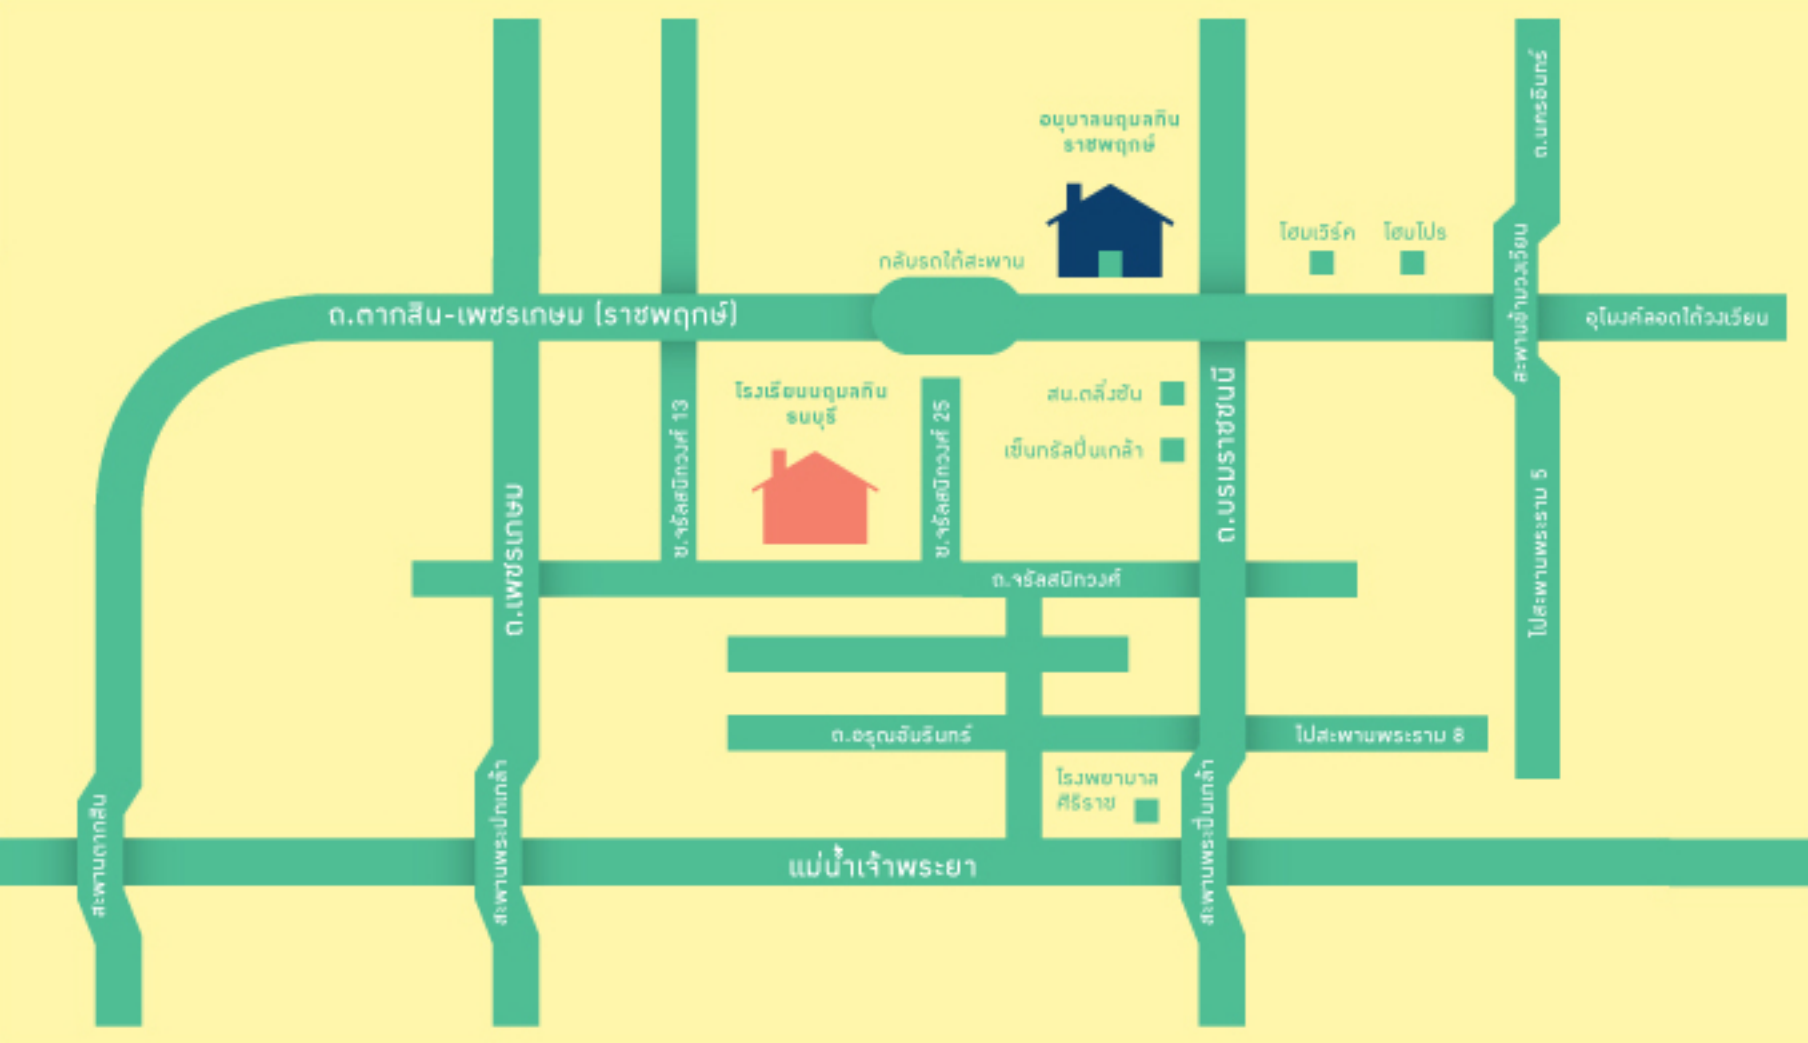 ถ.นครอินทร์
อนุบาลนฤมลทิน
ราชพฤกษ์
โฮมเวิร์ค
โฮมโปร
กลับรถใต้สะพาน
สะพานข้ามวงเวียน
ถ.ตากสิน-เพชรเกษม (ราชพฤกษ์)
อุโมงค์ลอดใต้วงเวียน
โรงเรียนนฤมลทิน
ธนบุรี
สน.ตลิ่งชัน
ซ.จรัลสนิทวงศ์ 13
ซ.จรัลสนิทวงศ์ 25
เซ็นทรัลปิ่นเกล้า
ถ.บรมราชชนนี
ถ.เพชรเกษม
ไปสะพานพระราม 5
ถ.จรัลสนิทวงศ์
ถ.อรุณอัมรินทร์
ไปสะพานพระราม 8
โรงพยาบาล
ศิริราช
สะพานตากสิน
สะพานพระปกเกล้า
สะพานพระปิ่นเกล้า
แม่น้ำเจ้าพระยา